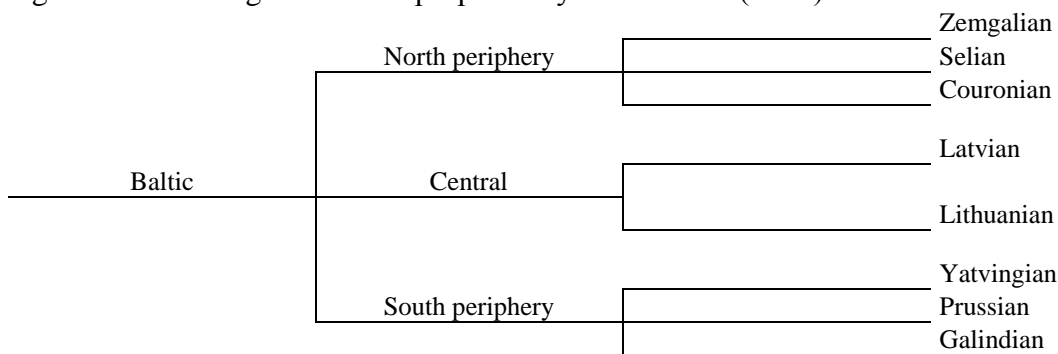 Zemgalian
North periphery Selian
Couronian
Latvian
Baltic Central
Lithuanian
Yatvingian
South periphery Prussian
Galindian